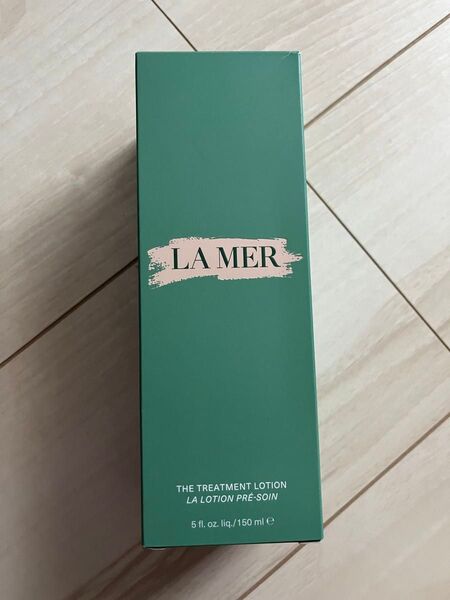 LA MER
THE TREATMENT LOTION
LA LOTION PRÉ-SOIN
5 fl. oz. liq./150 ml ℮